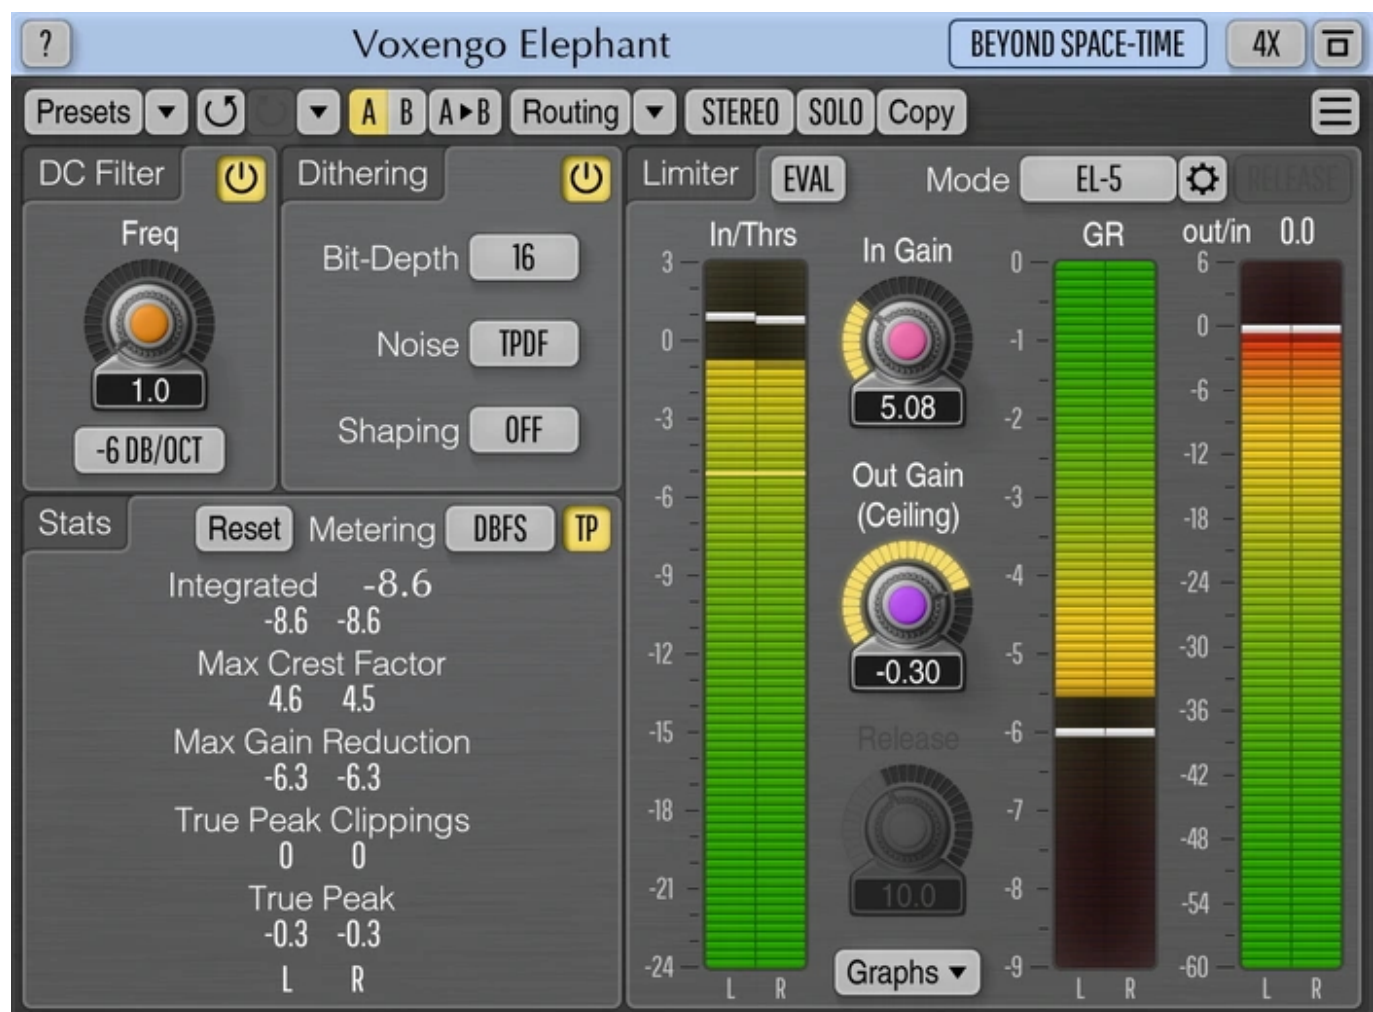 ? Voxengo Elephant BEYOND SPACE-TIME 4X
Presets A B A▸B Routing STEREO SOLO Copy
DC Filter
Freq
1.0
-6 DB/OCT
Dithering
Bit-Depth 16
Noise TPDF
Shaping OFF
Stats Reset Metering DBFS TP
Integrated -8.6
-8.6 -8.6
Max Crest Factor
4.6 4.5
Max Gain Reduction
-6.3 -6.3
True Peak Clippings
0 0
True Peak
-0.3 -0.3
L R
Limiter EVAL Mode EL-5 RELEASE
In/Thrs
3
0
-3
-6
-9
-12
-15
-18
-21
-24
L R
In Gain
5.08
Out Gain
(Ceiling)
-0.30
Release
10.0
Graphs
GR
0
-1
-2
-3
-4
-5
-6
-7
-8
-9
L R
out/in 0.0
6
0
-6
-12
-18
-24
-30
-36
-42
-48
-54
-60
L R